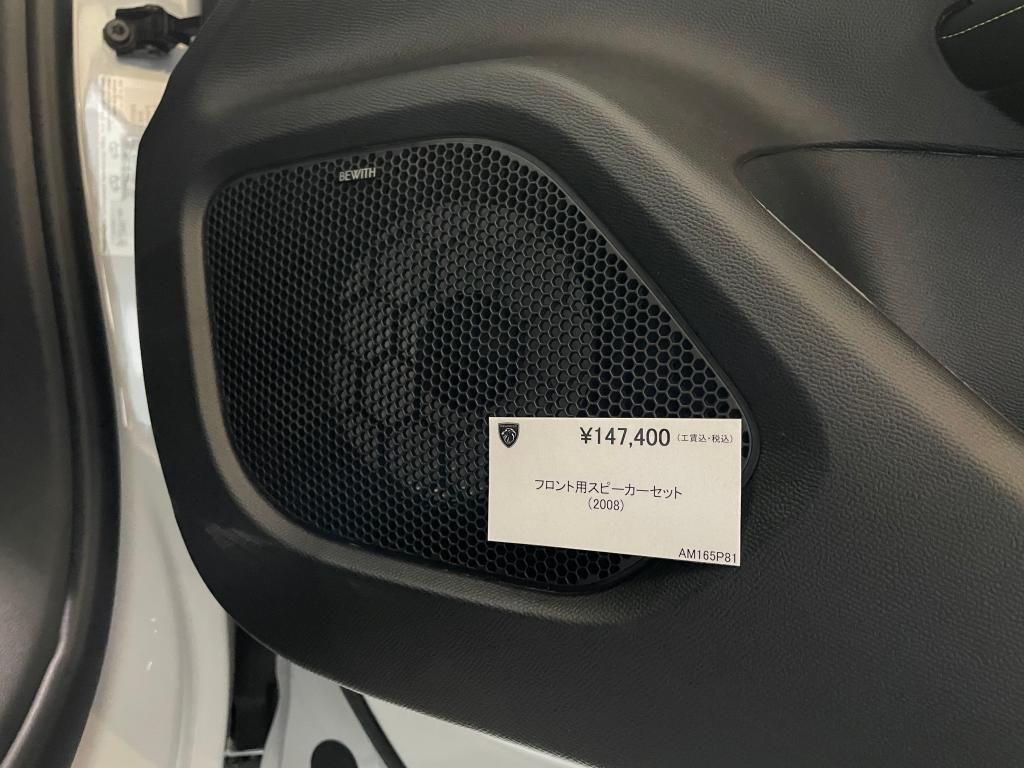 BEWITH
¥147,400 (工賃込・税込)
フロント用スピーカーセット
(2008)
AM165P81